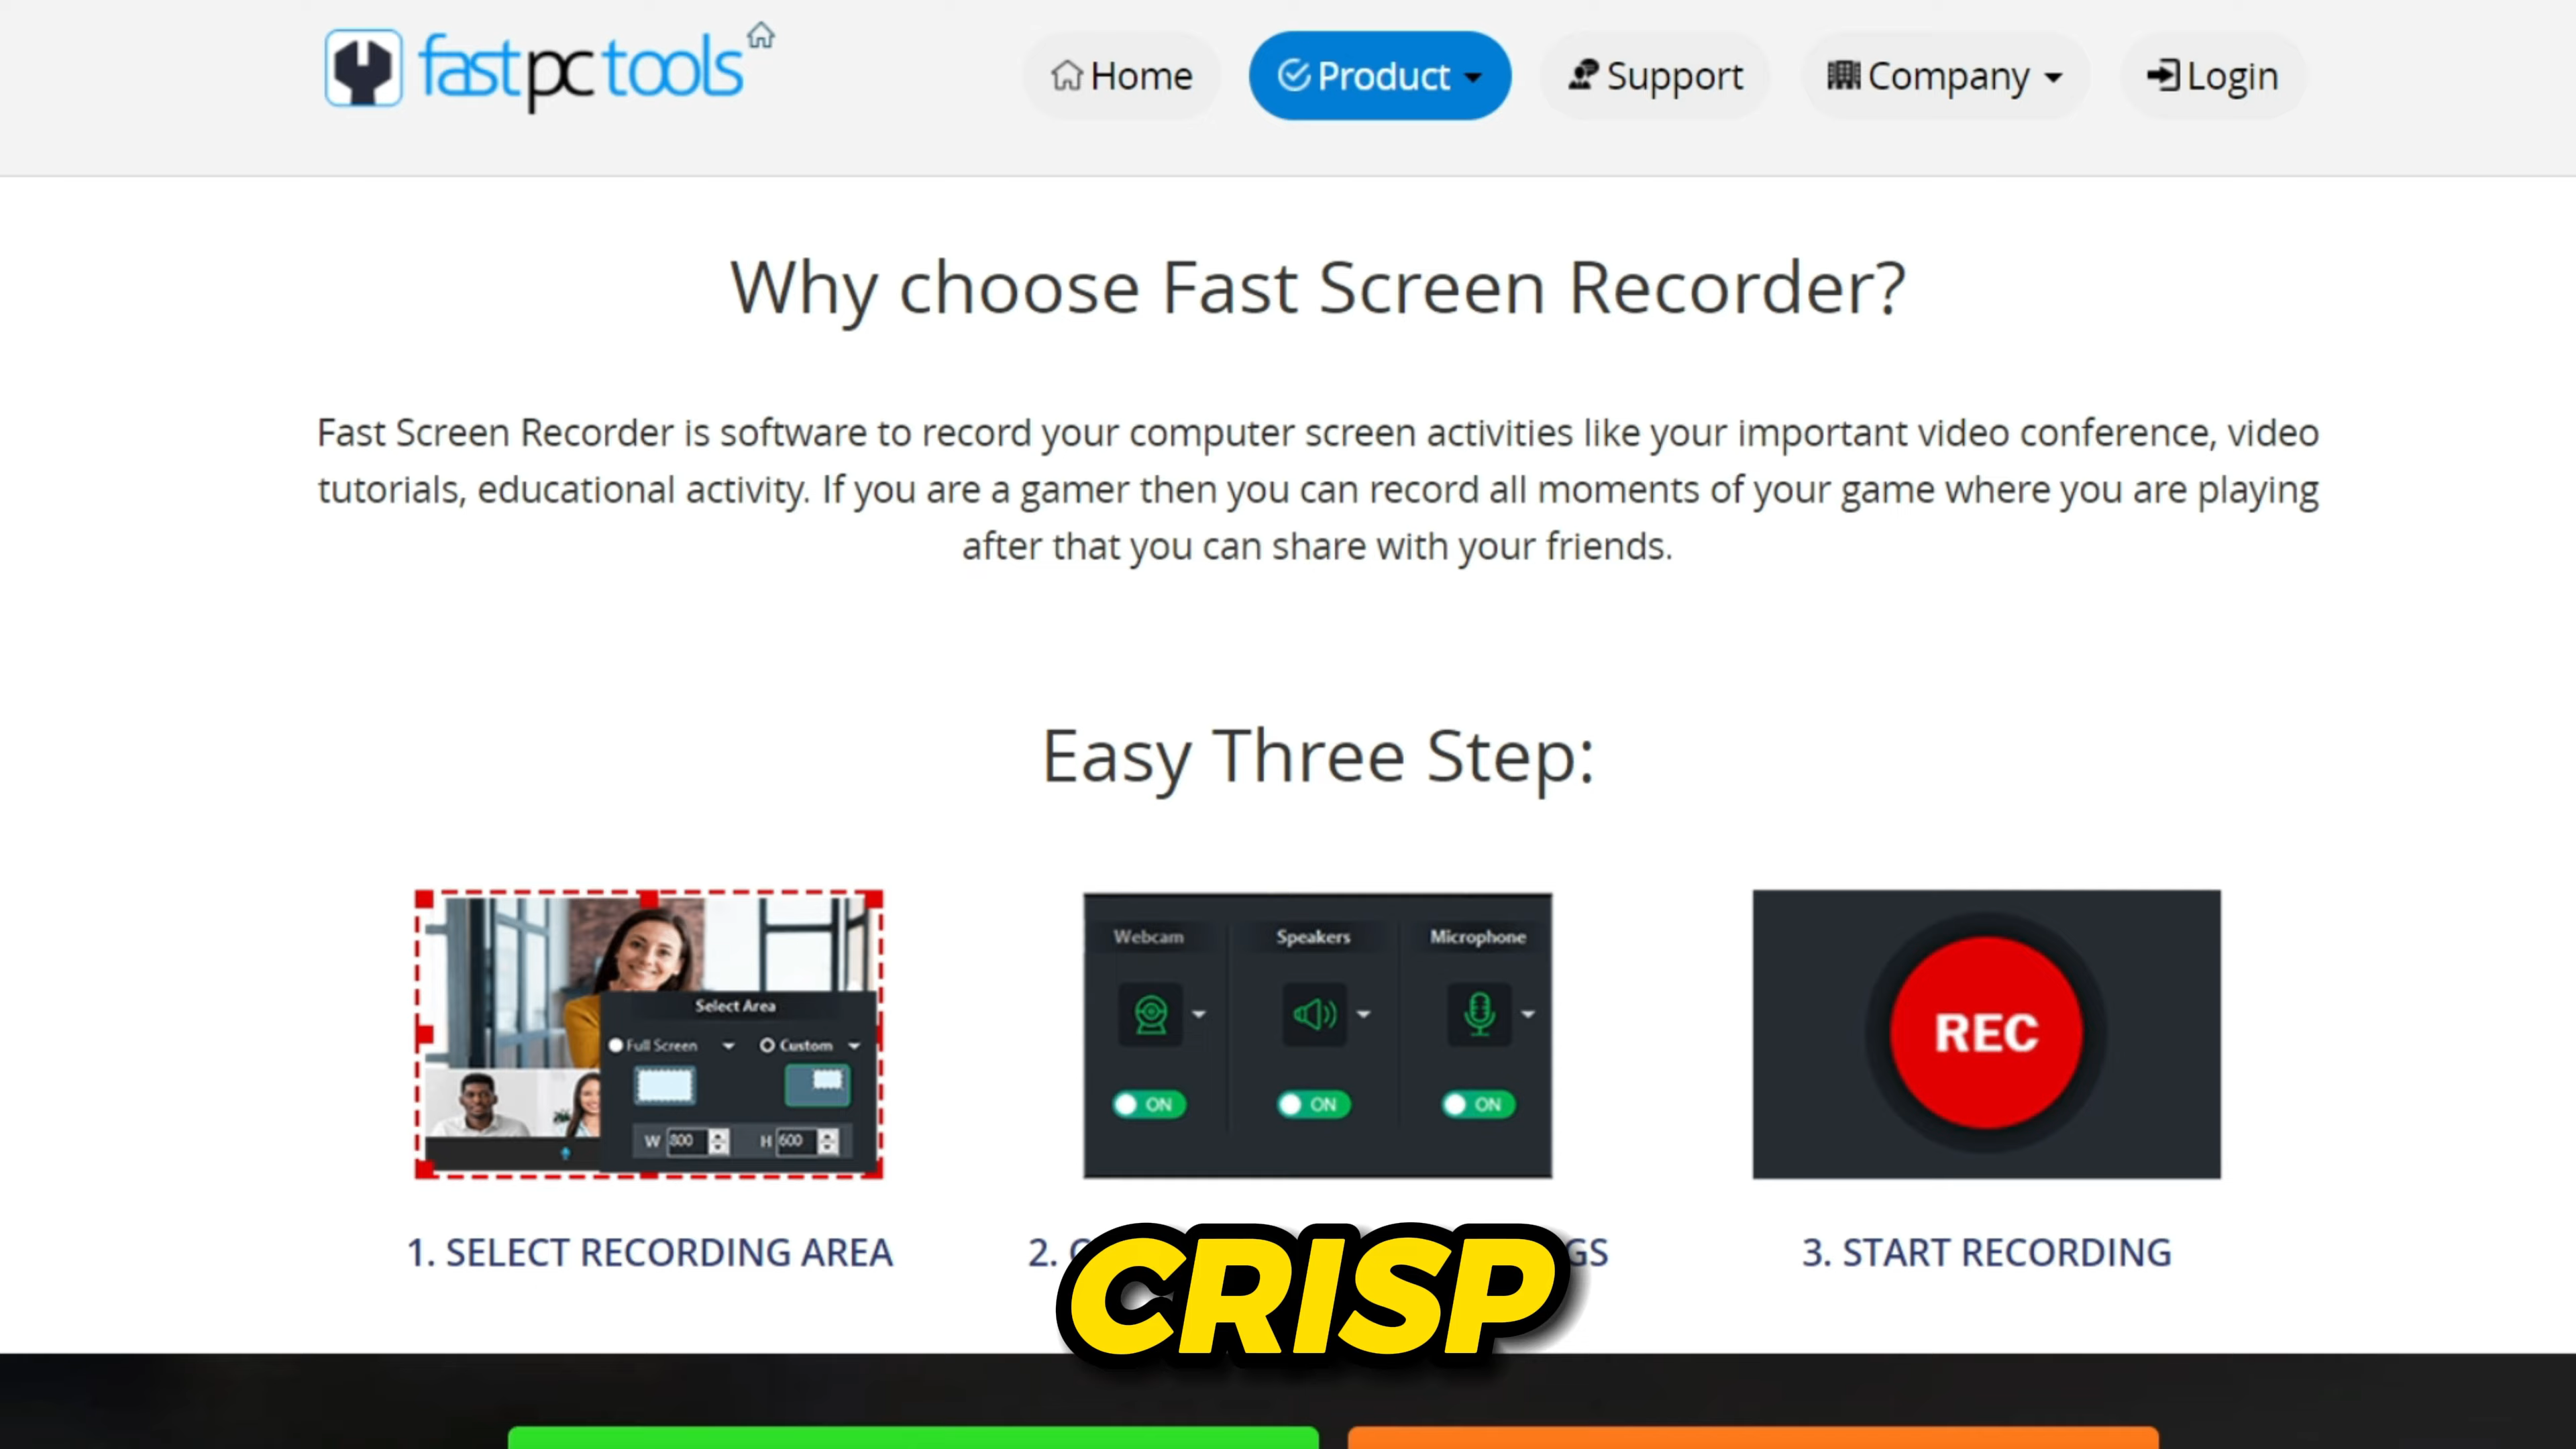 fast pc tools
Home
Product
Support
Company
Login
Why choose Fast Screen Recorder?
Fast Screen Recorder is software to record your computer screen activities like your important video conference, video
tutorials, educational activity. If you are a gamer then you can record all moments of your game where you are playing
after that you can share with your friends.
Easy Three Step:
Select Area
Full Screen
Custom
W 800
H 600
Webcam
Speakers
Microphone
ON
ON
ON
REC
1. SELECT RECORDING AREA
2.
GS
3. START RECORDING
CRISP